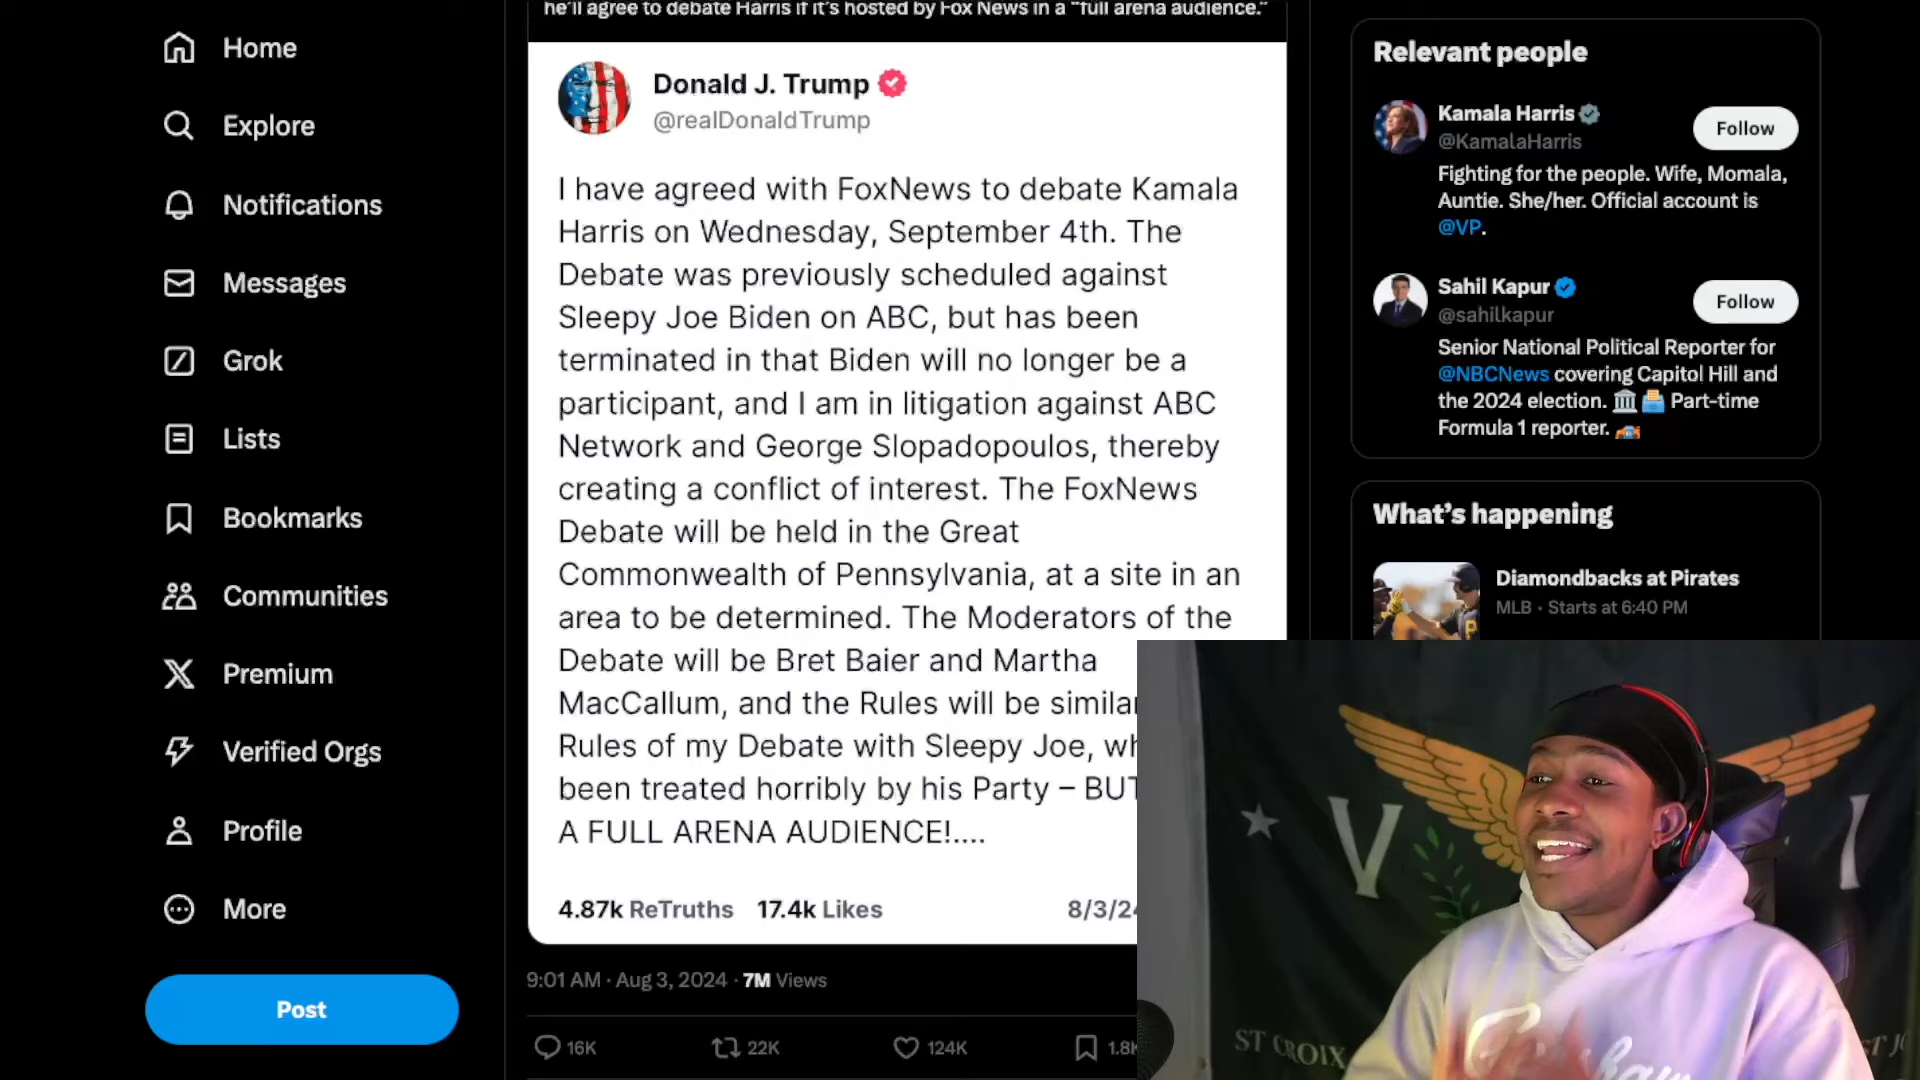 he'll agree to debate Harris if it's hosted by Fox News in a "full arena audience."
Home
Explore
Notifications
Messages
Grok
Lists
Bookmarks
Communities
Premium
Verified Orgs
Profile
More
Post
Donald J. Trump
@realDonaldTrump
I have agreed with FoxNews to debate Kamala
Harris on Wednesday, September 4th. The
Debate was previously scheduled against
Sleepy Joe Biden on ABC, but has been
terminated in that Biden will no longer be a
participant, and I am in litigation against ABC
Network and George Slopadopoulos, thereby
creating a conflict of interest. The FoxNews
Debate will be held in the Great
Commonwealth of Pennsylvania, at a site in an
area to be determined. The Moderators of the
Debate will be Bret Baier and Martha
MacCallum, and the Rules will be similar
Rules of my Debate with Sleepy Joe,
been treated horribly by his Party – BUT
A FULL ARENA AUDIENCE!....
4.87k ReTruths 17.4k Likes 8/3/24
9:01 AM · Aug 3, 2024 · 7M Views
16K 22K 124K 1.8K
Relevant people
Kamala Harris
@KamalaHarris
Follow
Fighting for the people. Wife, Momala,
Auntie. She/her. Official account is
@VP.
Sahil Kapur
@sahilkapur
Follow
Senior National Political Reporter for
@NBCNews covering Capitol Hill and
the 2024 election. 🏛️🗳️ Part-time
Formula 1 reporter. 🏎️
What's happening
Diamondbacks at Pirates
MLB · Starts at 6:40 PM
V I
ST CROIX